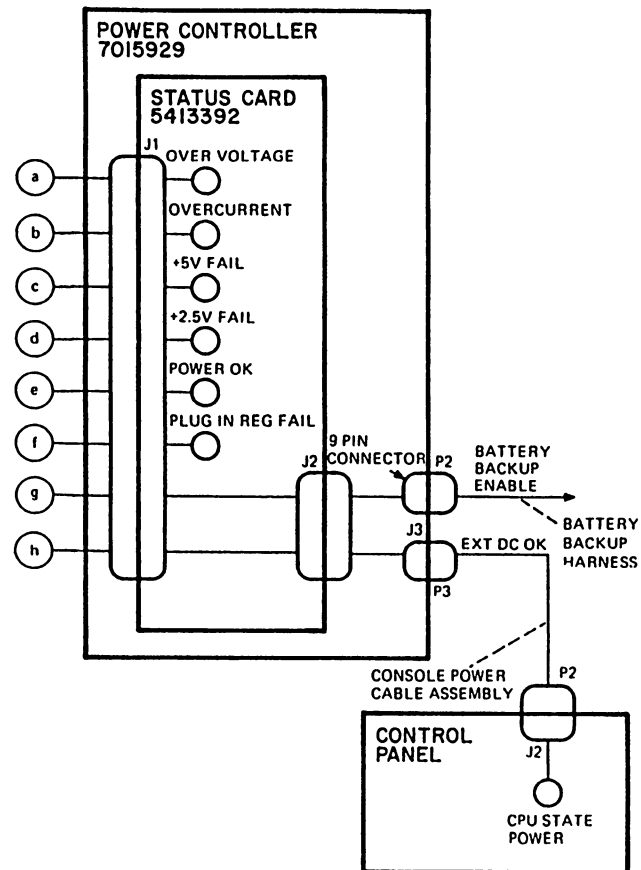 POWER CONTROLLER
7015929
STATUS CARD
5413392
J1
OVER VOLTAGE
a
OVERCURRENT
b
+5V FAIL
c
+2.5V FAIL
d
POWER OK
e
PLUG IN REG FAIL
f
9 PIN
CONNECTOR
J2
P2
BATTERY
BACKUP
ENABLE
g
BATTERY
BACKUP
HARNESS
J3
EXT DC OK
h
P3
CONSOLE POWER
CABLE ASSEMBLY
P2
CONTROL
PANEL
J2
CPU STATE
POWER